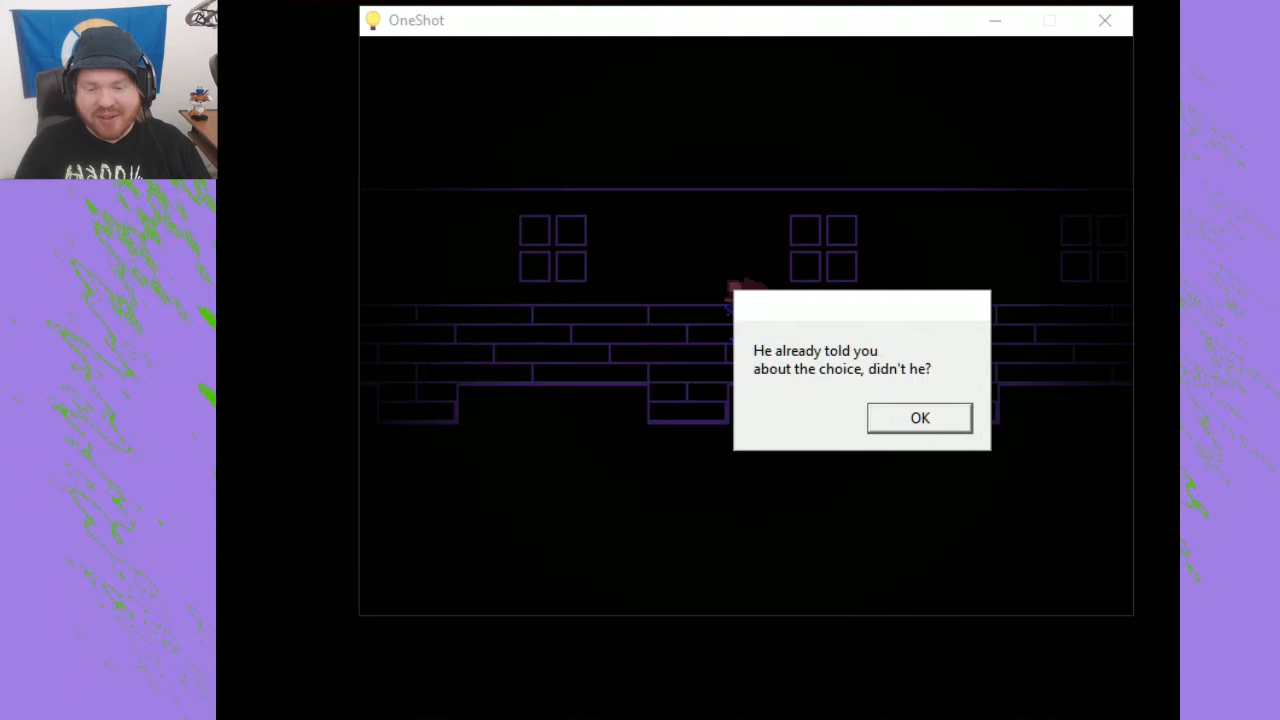 OneShot
He already told you
about the choice, didn't he?
OK